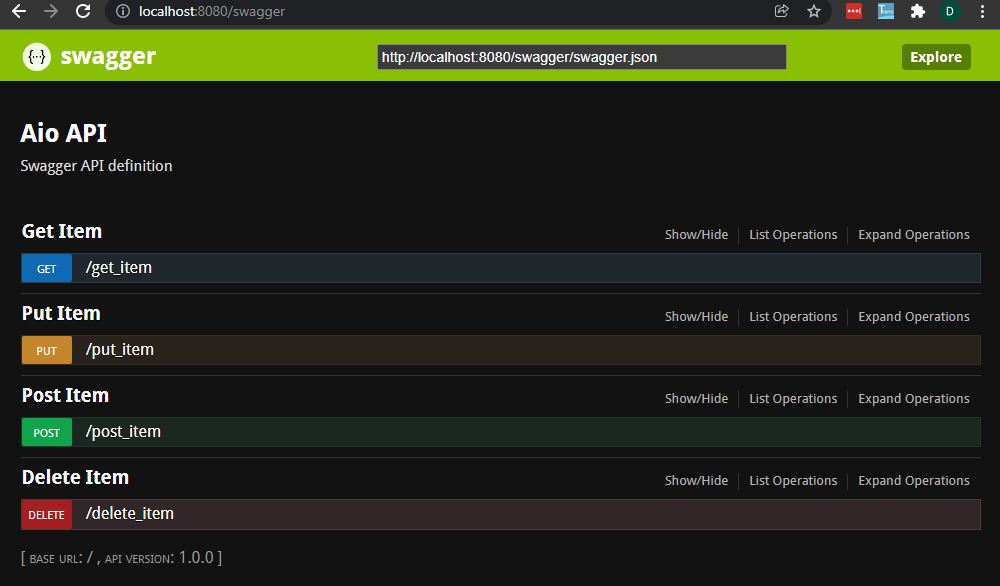 localhost:8080/swagger
D
{···} swagger
http://localhost:8080/swagger/swagger.json
Explore
Aio API
Swagger API definition
Get Item
Show/Hide
List Operations
Expand Operations
GET /get_item
Put Item
Show/Hide
List Operations
Expand Operations
PUT /put_item
Post Item
Show/Hide
List Operations
Expand Operations
POST /post_item
Delete Item
Show/Hide
List Operations
Expand Operations
DELETE /delete_item
[ BASE URL: / , API VERSION: 1.0.0 ]